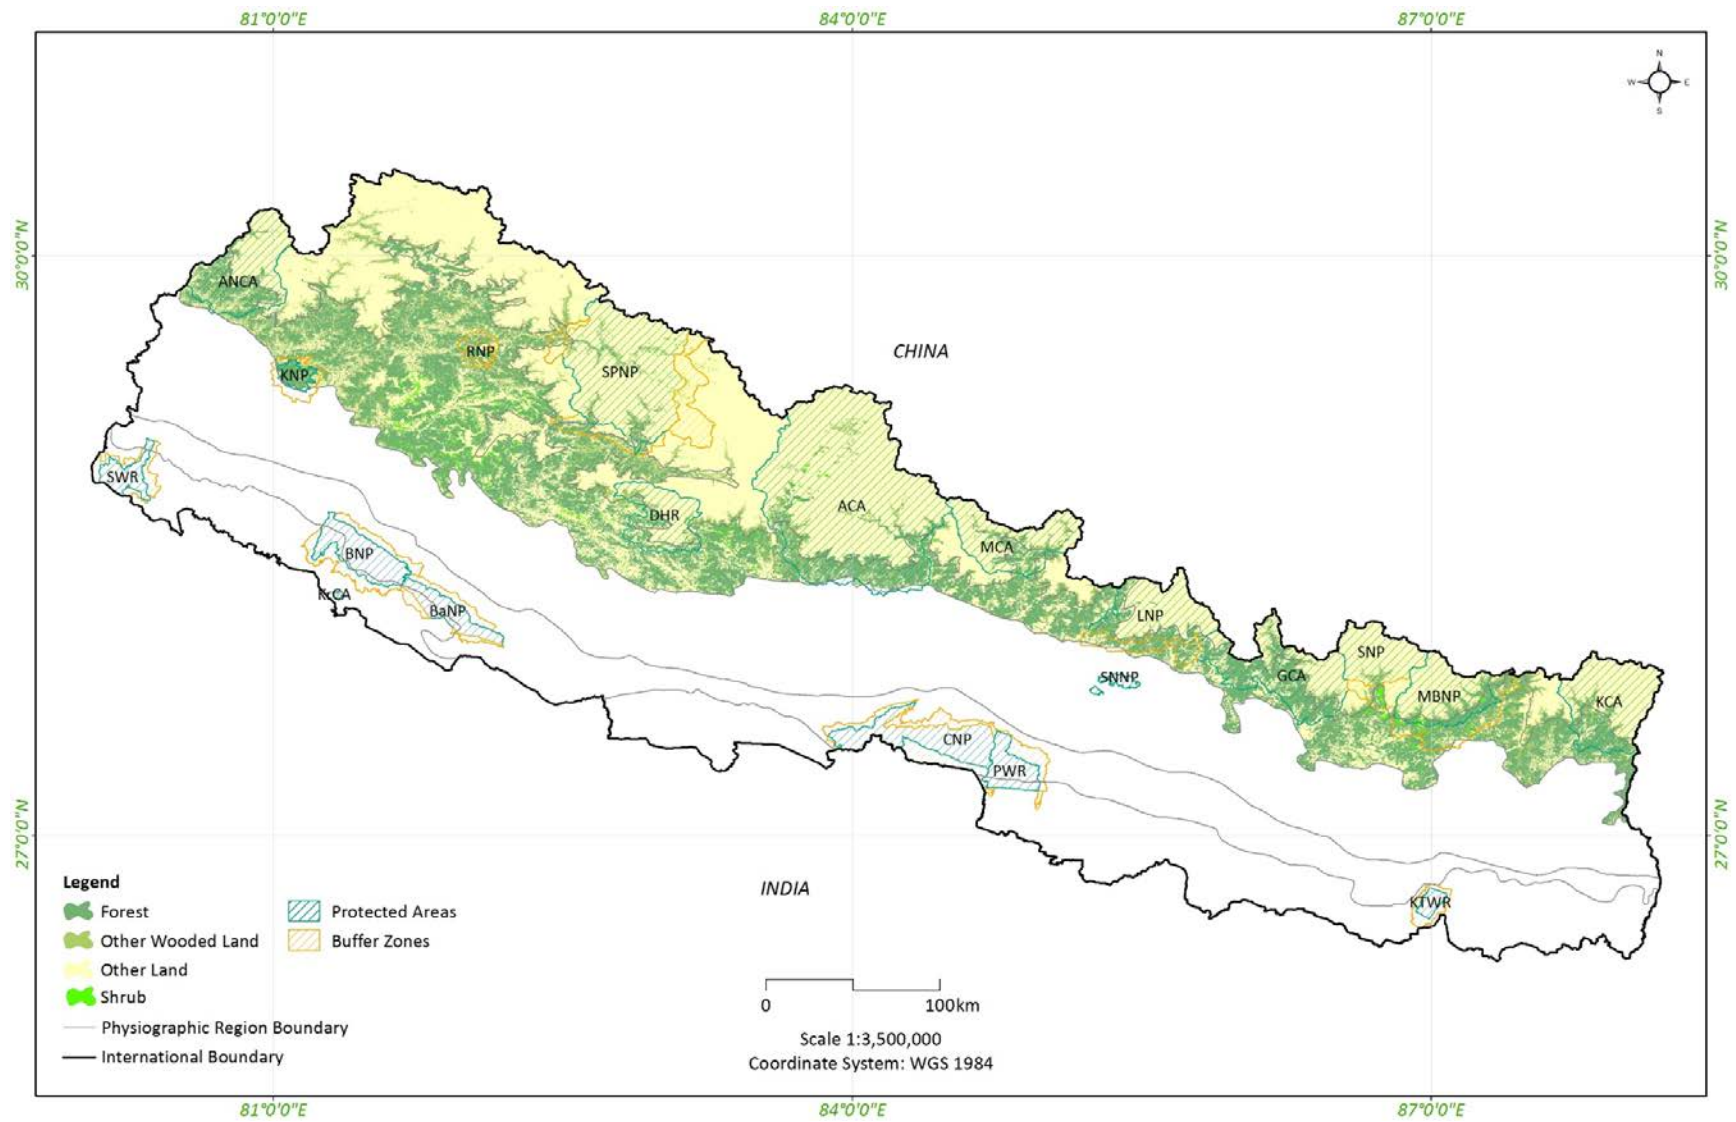 81°0'0"E 84°0'0"E 87°0'0"E
N
W E
S
30°0'0"N 30°0'0"N
ANCA
CHINA
RNP
SPNP
KNP
SWR
ACA
DHR
MCA
BNP
KrCA
BaNP
LNP
SNP
SNNP
GCA
MBNP
KCA
CNP
PWR
27°0'0"N 27°0'0"N
INDIA
KTWR
Legend
Forest
Other Wooded Land
Other Land
Shrub
Physiographic Region Boundary
International Boundary
Protected Areas
Buffer Zones
0 100km
Scale 1:3,500,000
Coordinate System: WGS 1984
81°0'0"E 84°0'0"E 87°0'0"E